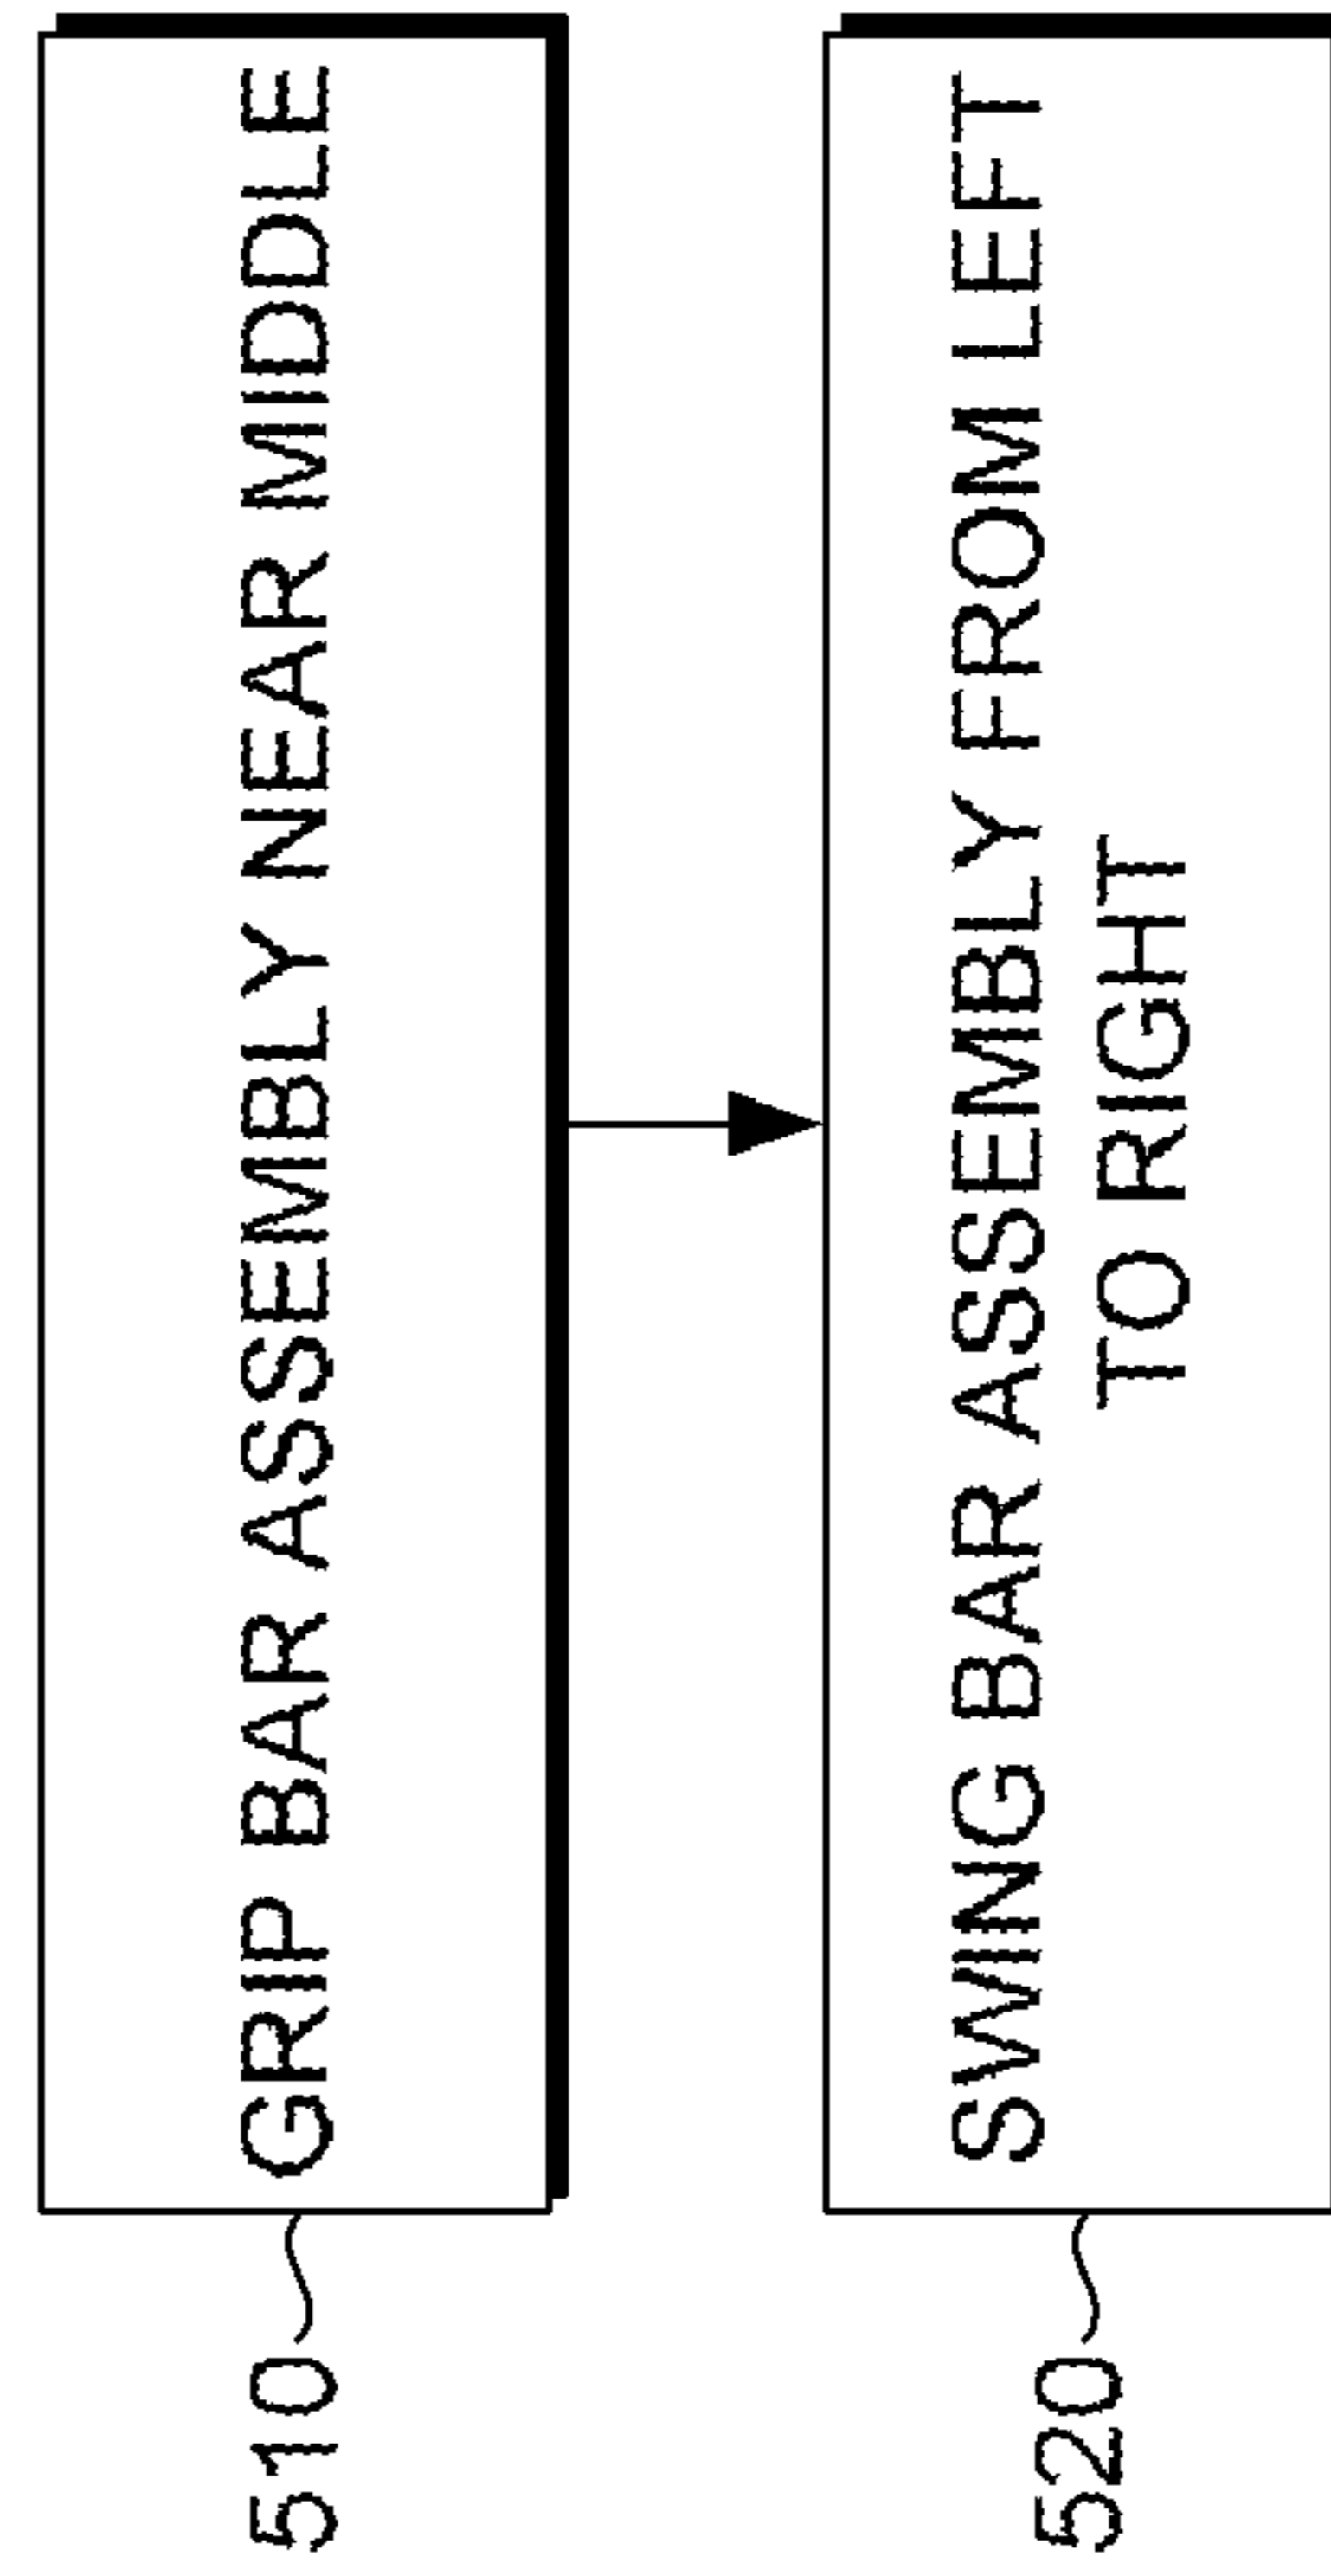 510
GRIP BAR ASSEMBLY NEAR MIDDLE
520
SWING BAR ASSEMBLY FROM LEFT
TO RIGHT